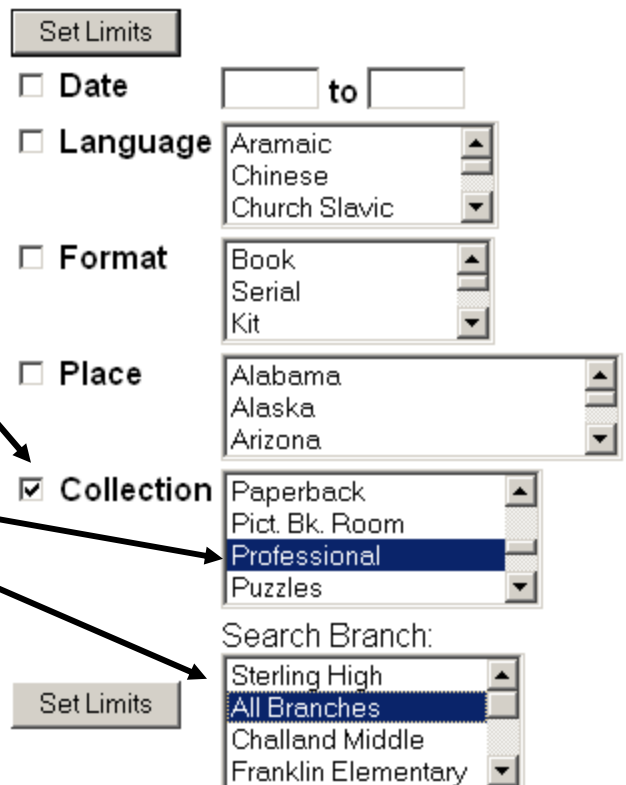 Set Limits
Date to
Language Aramaic
Chinese
Church Slavic
Format Book
Serial
Kit
Place Alabama
Alaska
Arizona
Collection Paperback
Pict. Bk. Room
Professional
Puzzles
Search Branch:
Sterling High
Set Limits All Branches
Challand Middle
Franklin Elementary